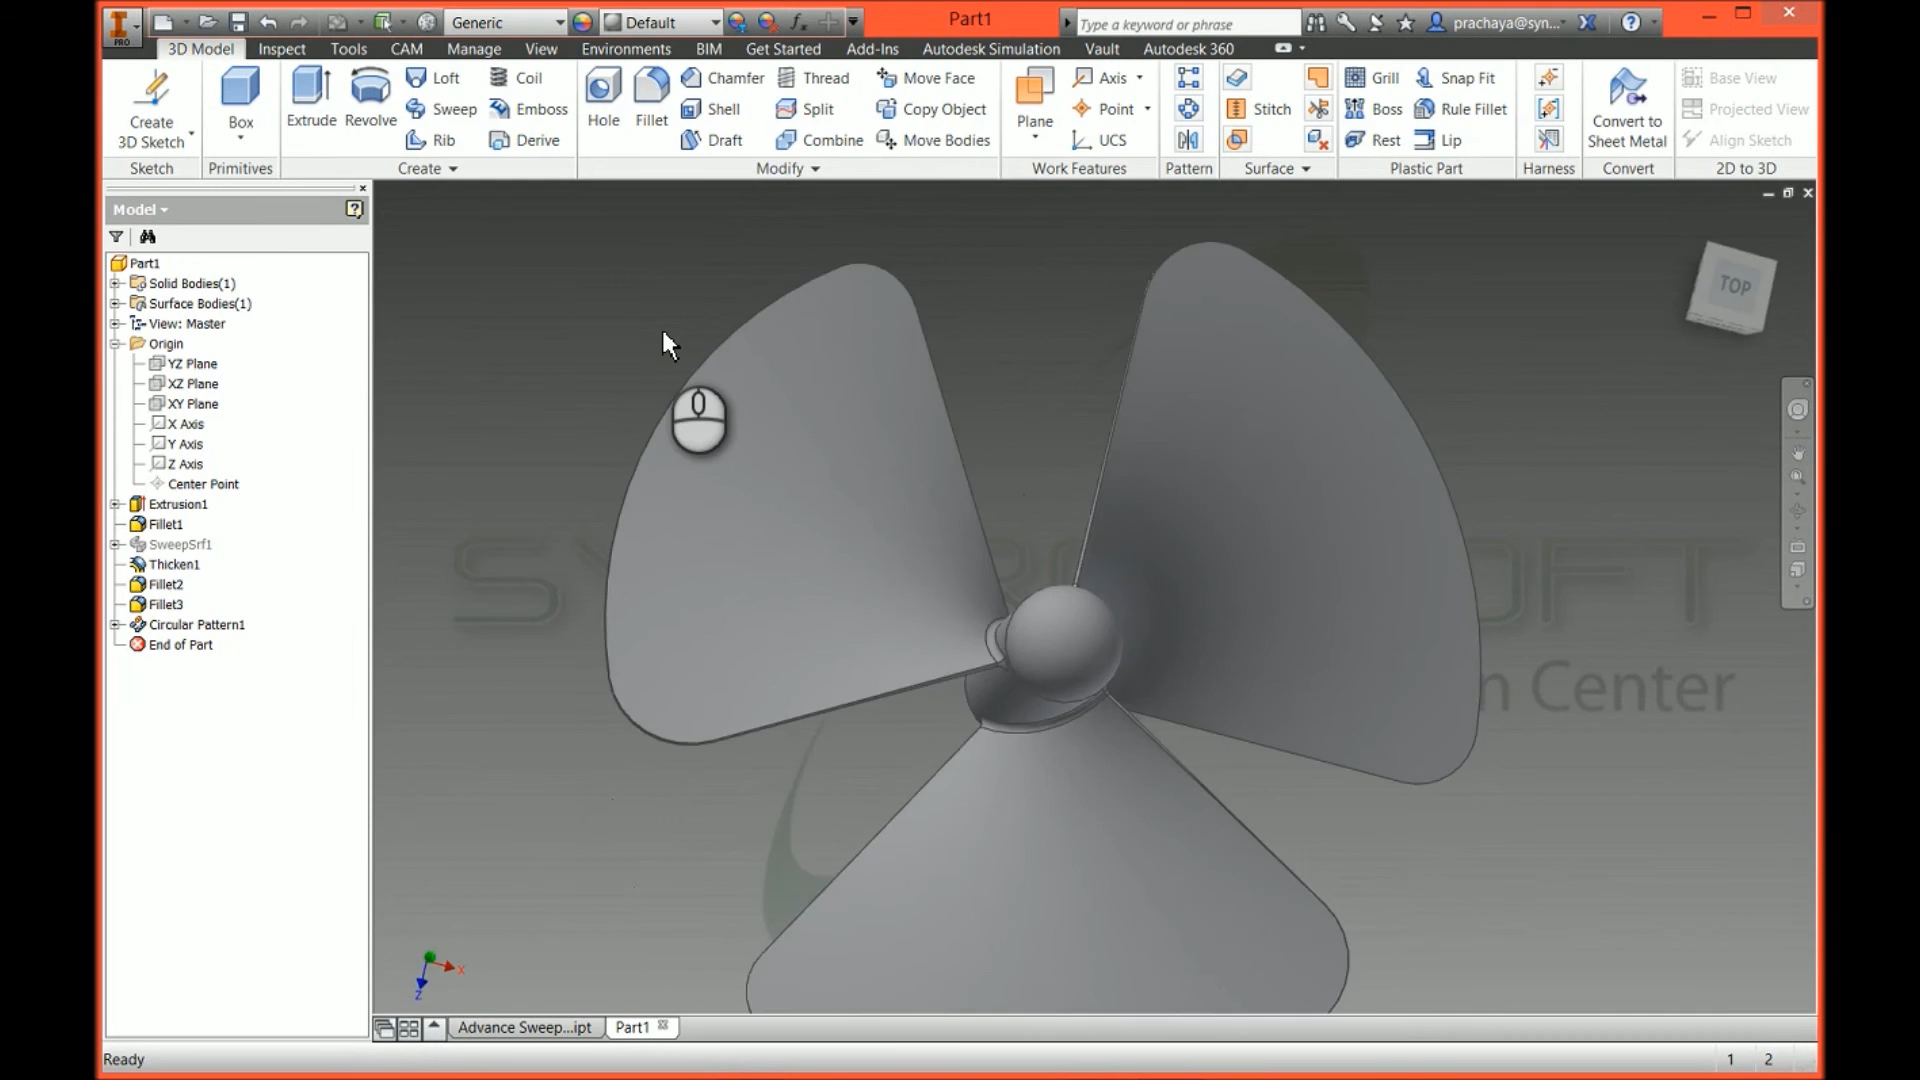 PRO
Generic
Default
Part1
Type a keyword or phrase
prachaya@syn...
3D Model
Inspect
Tools
CAM
Manage
View
Environments
BIM
Get Started
Add-Ins
Autodesk Simulation
Vault
Autodesk 360
Create 3D Sketch
Box
Extrude
Revolve
Loft
Sweep
Rib
Coil
Emboss
Derive
Hole
Fillet
Chamfer
Shell
Draft
Thread
Split
Combine
Move Face
Copy Object
Move Bodies
Plane
Axis
Point
UCS
Stitch
Grill
Boss
Rest
Snap Fit
Rule Fillet
Lip
Convert to Sheet Metal
Base View
Projected View
Align Sketch
Sketch
Primitives
Create
Modify
Work Features
Pattern
Surface
Plastic Part
Harness
Convert
2D to 3D
Model
Part1
Solid Bodies(1)
Surface Bodies(1)
View: Master
Origin
YZ Plane
XZ Plane
XY Plane
X Axis
Y Axis
Z Axis
Center Point
Extrusion1
Fillet1
SweepSrf1
Thicken1
Fillet2
Fillet3
Circular Pattern1
End of Part
TOP
OFT
n Center
X
Z
Advance Sweep...ipt
Part1
Ready
1
2